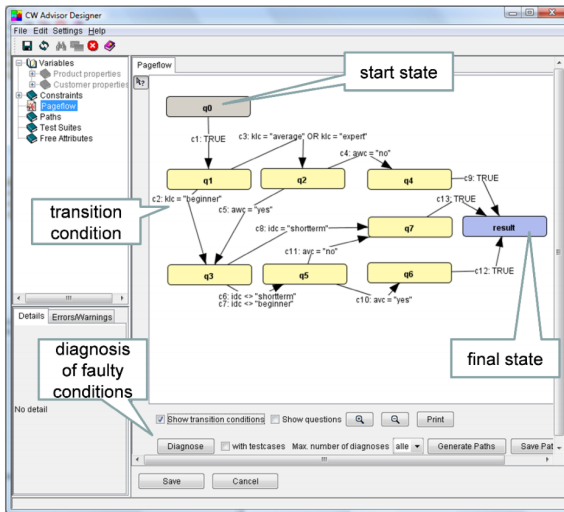 CW Advisor Designer
File Edit Settings Help
Variables
Product properties
Customer properties
Constraints
Pageflow
Paths
Test Suites
Free Attributes
Details
Errors/Warnings
No detail
Pageflow
start state
q0
c1: TRUE
c3: klc = "average" OR klc = "expert"
c4: awc = "no"
q1
q2
q4
c9: TRUE
c2: klc = "beginner"
c5: awc = "yes"
c13: TRUE
transition
condition
c8: idc = "shortterm"
q7
result
c11: avc = "no"
q3
q5
q6
c12: TRUE
c6: idc <> "shortterm"
c7: idc <> "beginner"
c10: avc = "yes"
diagnosis
of faulty
conditions
final state
Show transition conditions
Show questions
Print
Diagnose
with testcases
Max. number of diagnoses
alle
Generate Paths
Save Pat
Save
Cancel